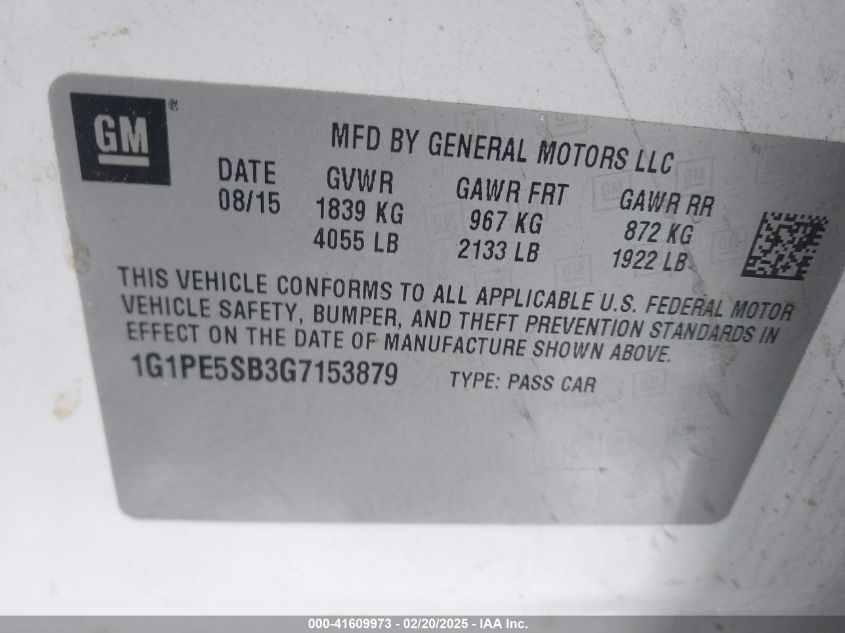 GM®
MFD BY GENERAL MOTORS LLC
DATE GVWR GAWR FRT GAWR RR
08/15 1839 KG 967 KG 872 KG
4055 LB 2133 LB 1922 LB
THIS VEHICLE CONFORMS TO ALL APPLICABLE U.S. FEDERAL MOTOR
VEHICLE SAFETY, BUMPER, AND THEFT PREVENTION STANDARDS IN
EFFECT ON THE DATE OF MANUFACTURE SHOWN ABOVE.
1G1PE5SB3G7153879 TYPE: PASS CAR
000-41609973 - 02/20/2025 - IAA Inc.